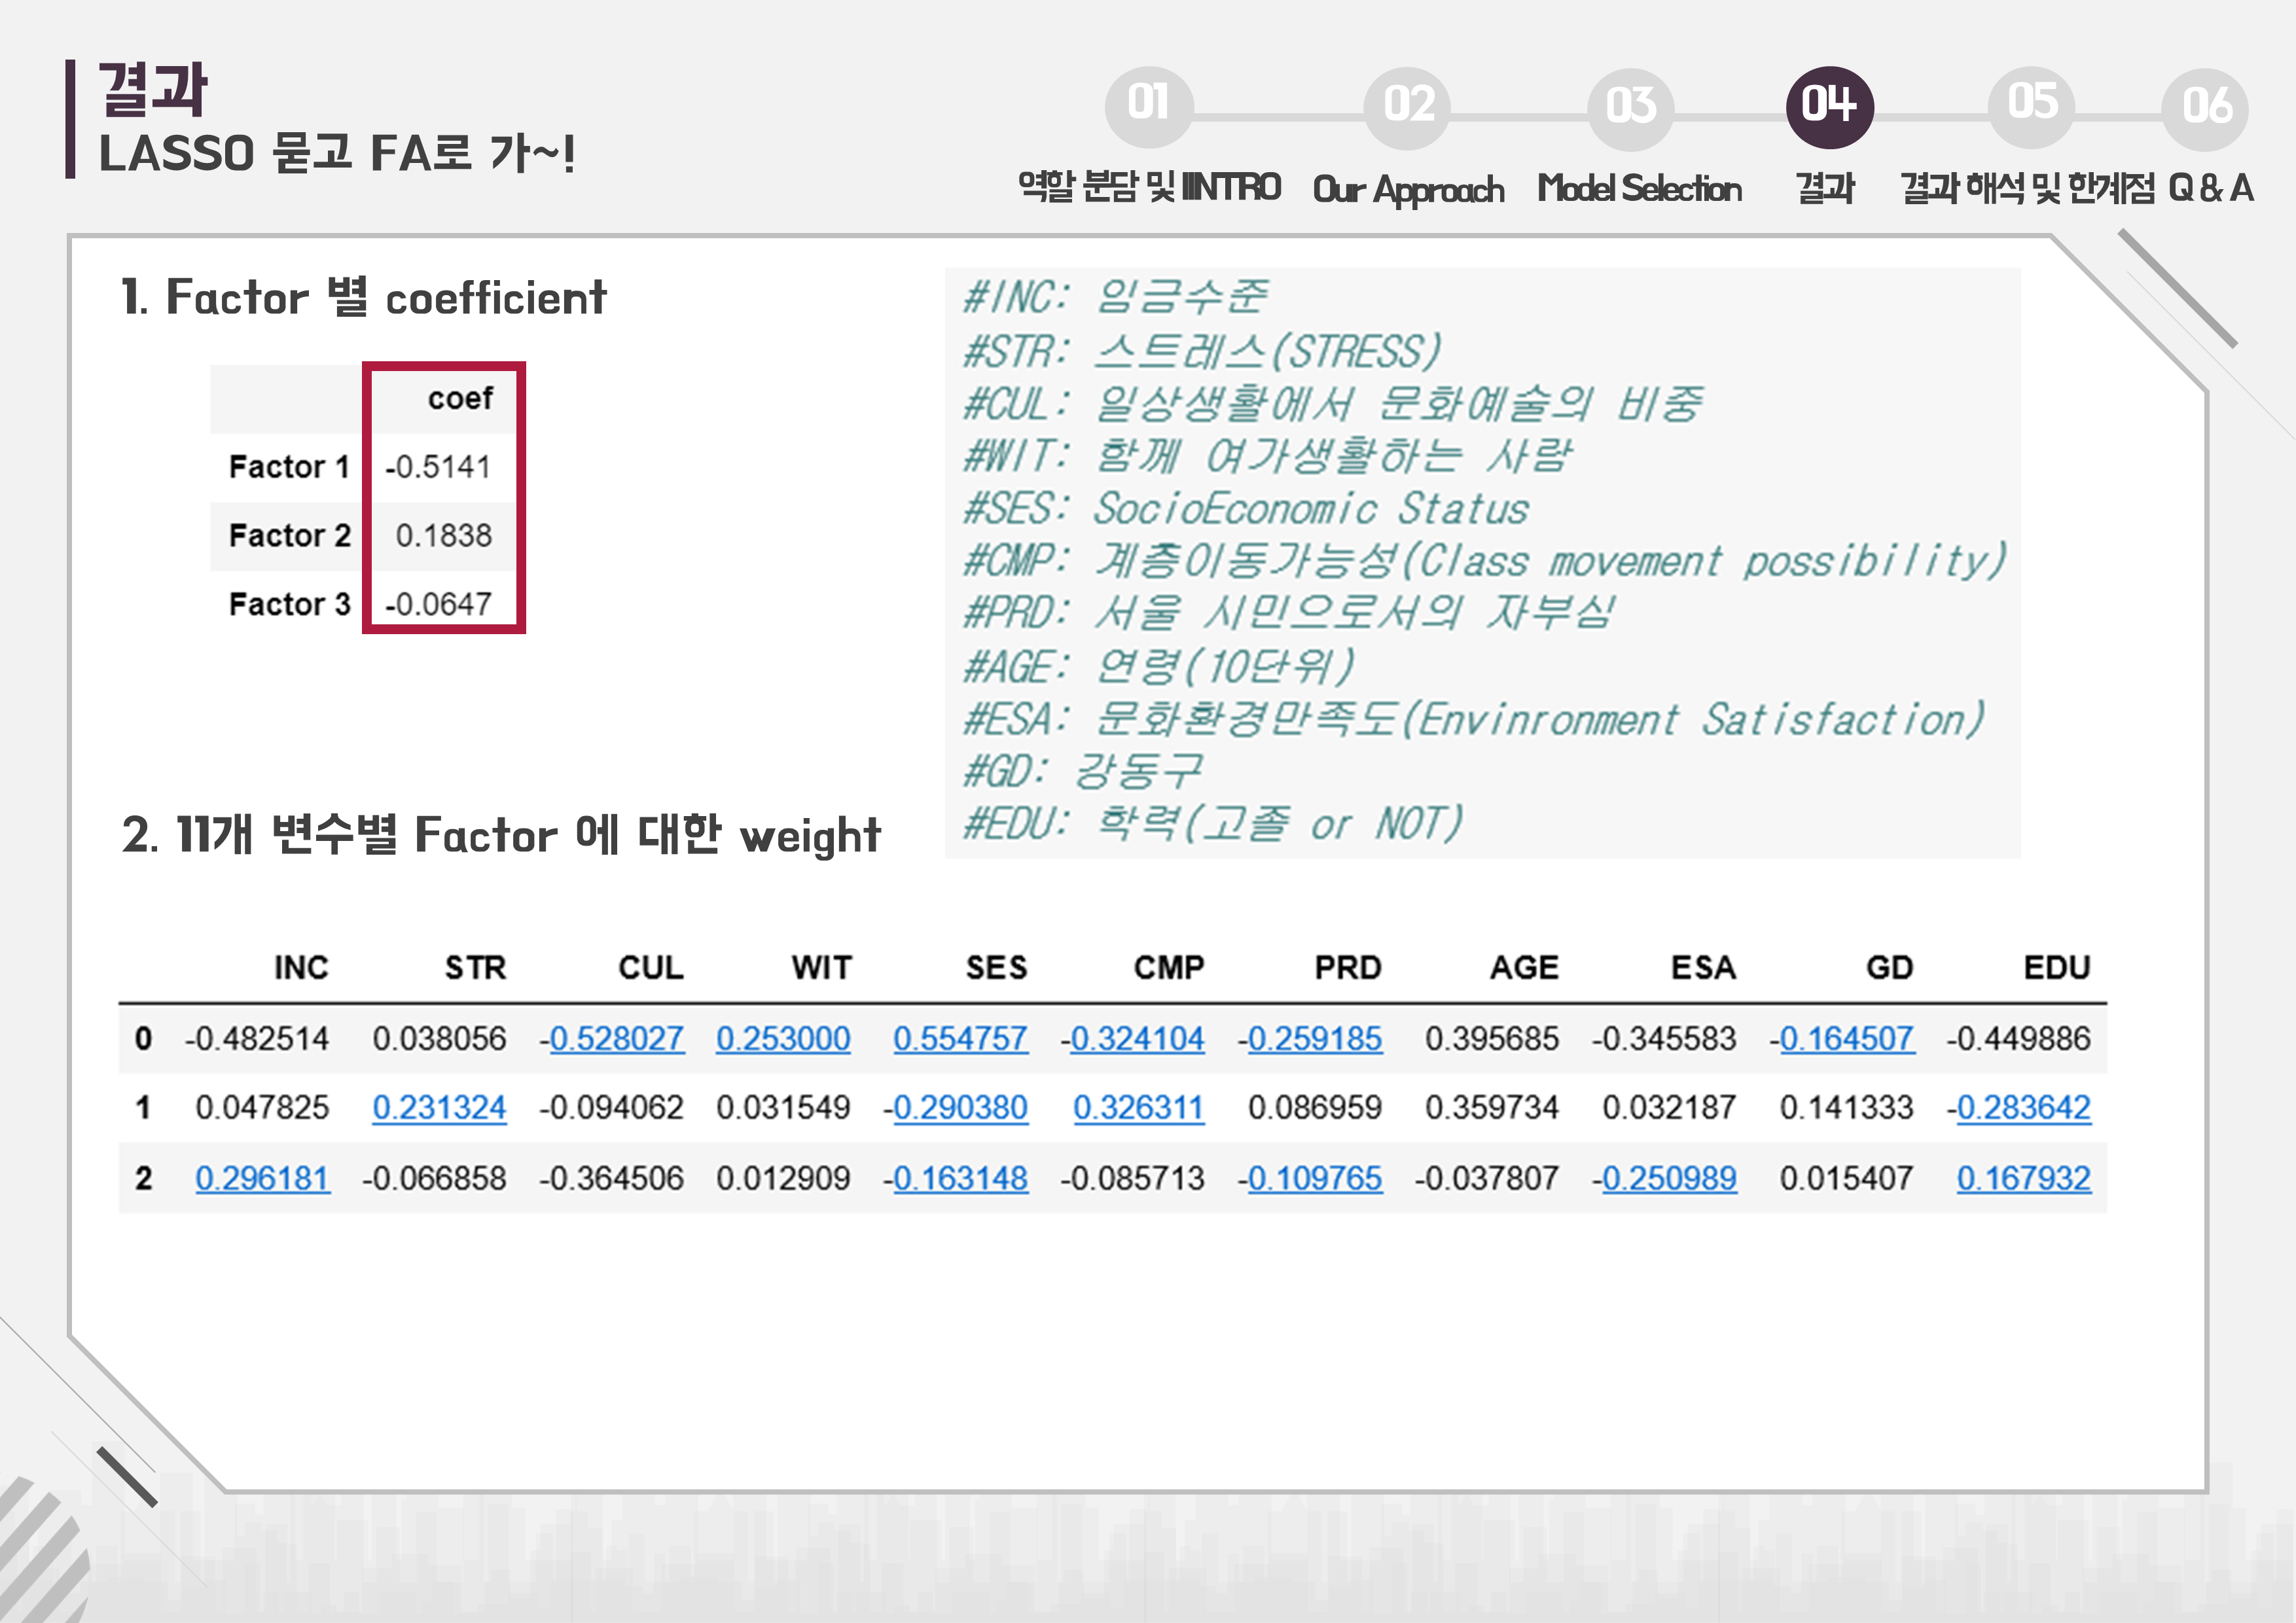 결과
LASSO 묻고 FA로 가~!
01 02 03 04 05 06
역할 분담 및 IINTRO Our Approach Model Selection 결과 결과 해석 및 한계점 Q & A
1. Factor 별 coefficient
coef
Factor 1 -0.5141
Factor 2 0.1838
Factor 3 -0.0647
#INC: 임금수준
#STR: 스트레스(STRESS)
#CUL: 일상생활에서 문화예술의 비중
#WIT: 함께 여가생활하는 사람
#SES: SocioEconomic Status
#CMP: 계층이동가능성(Class movement possibility)
#PRD: 서울 시민으로서의 자부심
#AGE: 연령(10단위)
#ESA: 문화환경만족도(Envinronment Satisfaction)
#GD: 강동구
#EDU: 학력(고졸 or NOT)
2. 11개 변수별 Factor 에 대한 weight
INC STR CUL WIT SES CMP PRD AGE ESA GD EDU
0 -0.482514 0.038056 -0.528027 0.253000 0.554757 -0.324104 -0.259185 0.395685 -0.345583 -0.164507 -0.449886
1 0.047825 0.231324 -0.094062 0.031549 -0.290380 0.326311 0.086959 0.359734 0.032187 0.141333 -0.283642
2 0.296181 -0.066858 -0.364506 0.012909 -0.163148 -0.085713 -0.109765 -0.037807 -0.250989 0.015407 0.167932